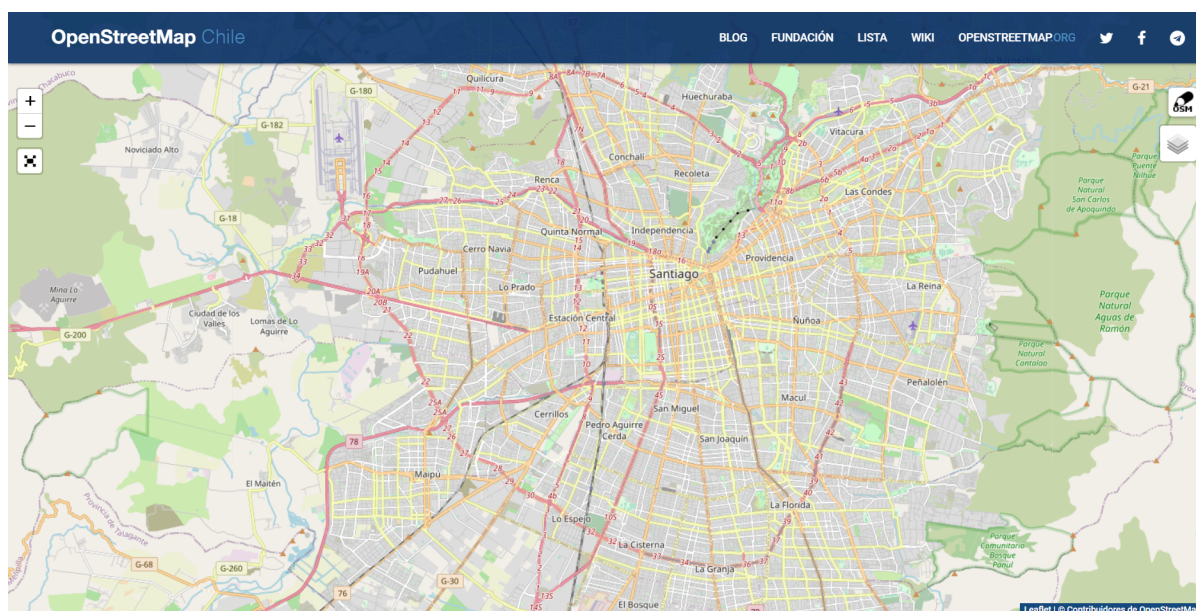 OpenStreetMap Chile
BLOG FUNDACIÓN LISTA WIKI OPENSTREETMAP.ORG
+
−
OSM
Quilicura
G-180
G-21
Huechuraba
G-182
Vitacura
Noviciado Alto
Conchalí
Renca
Recoleta
Parque
Puente
Ñilhue
Parque
Natural
San Carlos
de Apoquindo
Las Condes
G-18
Quinta Normal
Independencia
Cerro Navia
Providencia
Pudahuel
Santiago
Lo Prado
La Reina
Mina Lo
Aguirre
Ciudad de los
Valles
Lomas de Lo
Aguirre
Estación Central
Ñuñoa
Parque
Natural
Aguas de
Ramón
G-200
Parque
Natural
Cantalao
Peñalolén
Macul
Cerrillos
San Miguel
Pedro Aguirre
Cerda
San Joaquín
78
Maipú
El Maitén
Provincia de Talagante
La Florida
Lo Espejo
La Cisterna
Parque
Comunitario
Bosque
Panul
G-68
G-260
La Granja
G-30
76
El Bosque
Leaflet | © Contribuidores de OpenStreetMa